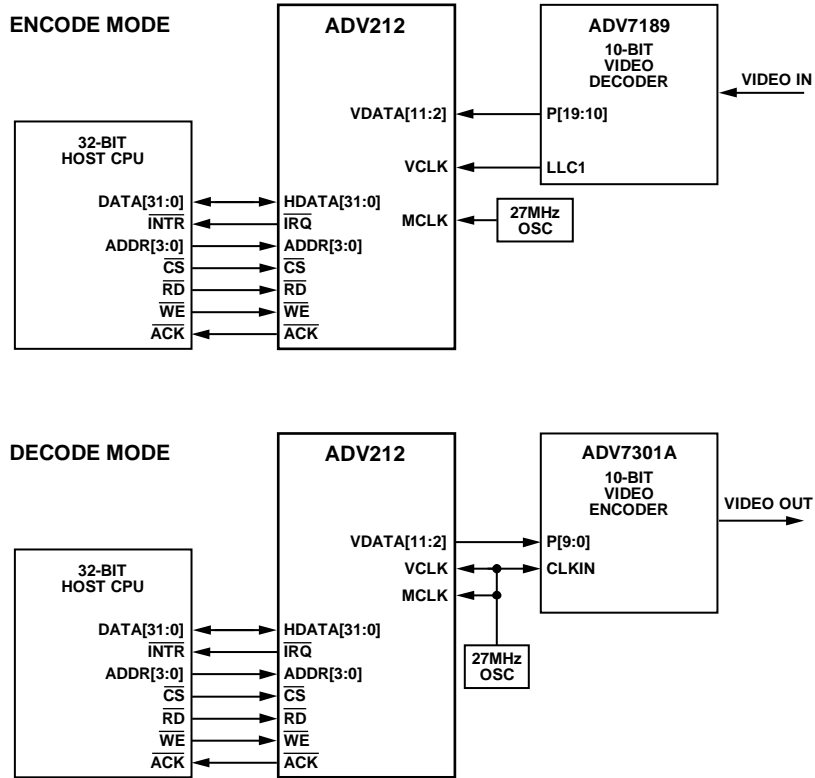 ENCODE MODE
ADV212
ADV7189
10-BIT
VIDEO
DECODER
VIDEO IN
VDATA[11:2]
P[19:10]
VCLK
LLC1
MCLK
27MHz
OSC
32-BIT
HOST CPU
DATA[31:0]
HDATA[31:0]
INTR
IRQ
ADDR[3:0]
ADDR[3:0]
CS
CS
RD
RD
WE
WE
ACK
ACK
DECODE MODE
ADV212
ADV7301A
10-BIT
VIDEO
ENCODER
VIDEO OUT
VDATA[11:2]
P[9:0]
VCLK
CLKIN
MCLK
27MHz
OSC
32-BIT
HOST CPU
DATA[31:0]
HDATA[31:0]
INTR
IRQ
ADDR[3:0]
ADDR[3:0]
CS
CS
RD
RD
WE
WE
ACK
ACK